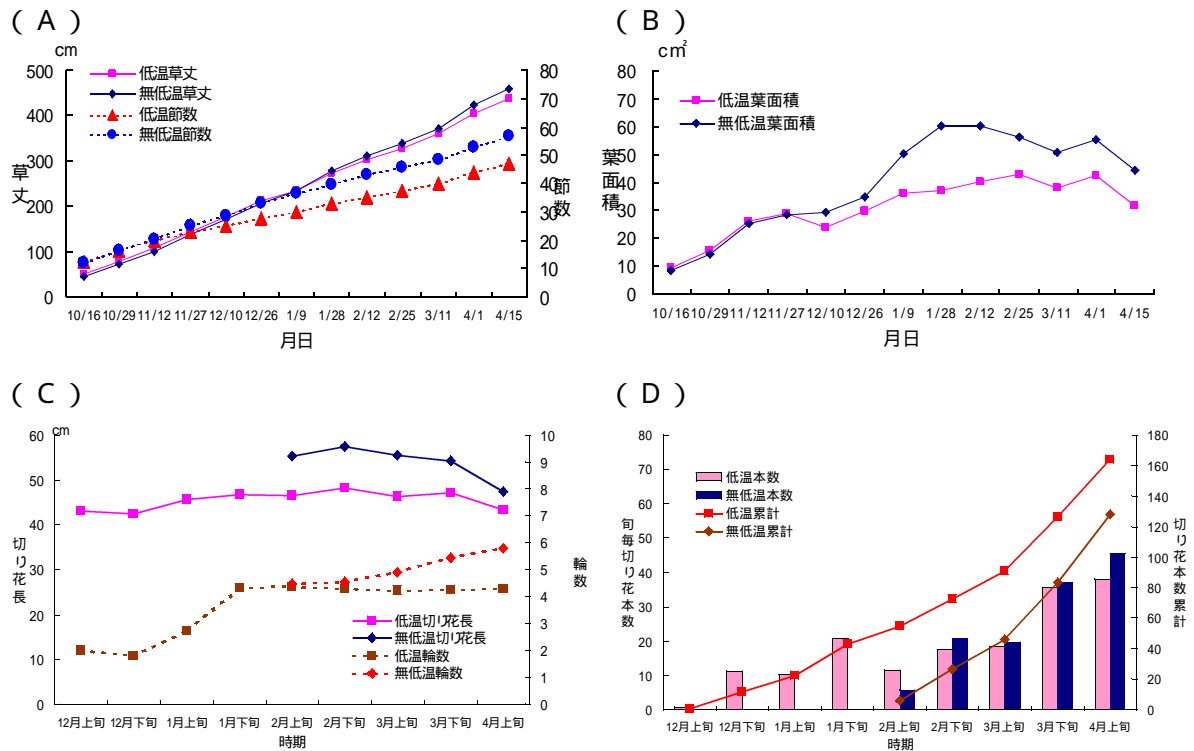 （ A ）
cm
500
400
300
200
100
0
草丈
低温草丈
無低温草丈
低温節数
無低温節数
80
70
60
50
40
30
20
10
0
節数
10/16 10/29 11/12 11/27 12/10 12/26 1/9 1/28 2/12 2/25 3/11 4/1 4/15
月日
（ B ）
cm²
80
70
60
50
40
30
20
10
0
葉面積
低温葉面積
無低温葉面積
10/16 10/29 11/12 11/27 12/10 12/26 1/9 1/28 2/12 2/25 3/11 4/1 4/15
月日
（ C ）
cm
60
50
40
30
20
10
0
切り花長
10
9
8
7
6
5
4
3
2
1
0
輪数
低温切り花長
無低温切り花長
低温輪数
無低温輪数
12月上旬 12月下旬 1月上旬 1月下旬 2月上旬 2月下旬 3月上旬 3月下旬 4月上旬
時期
（ D ）
80
70
60
50
40
30
20
10
0
旬毎切り花本数
低温本数
無低温本数
低温累計
無低温累計
180
160
140
120
100
80
60
40
20
0
切り花本数累計
12月上旬 12月下旬 1月上旬 1月下旬 2月上旬 2月下旬 3月上旬 3月下旬 4月上旬
時期